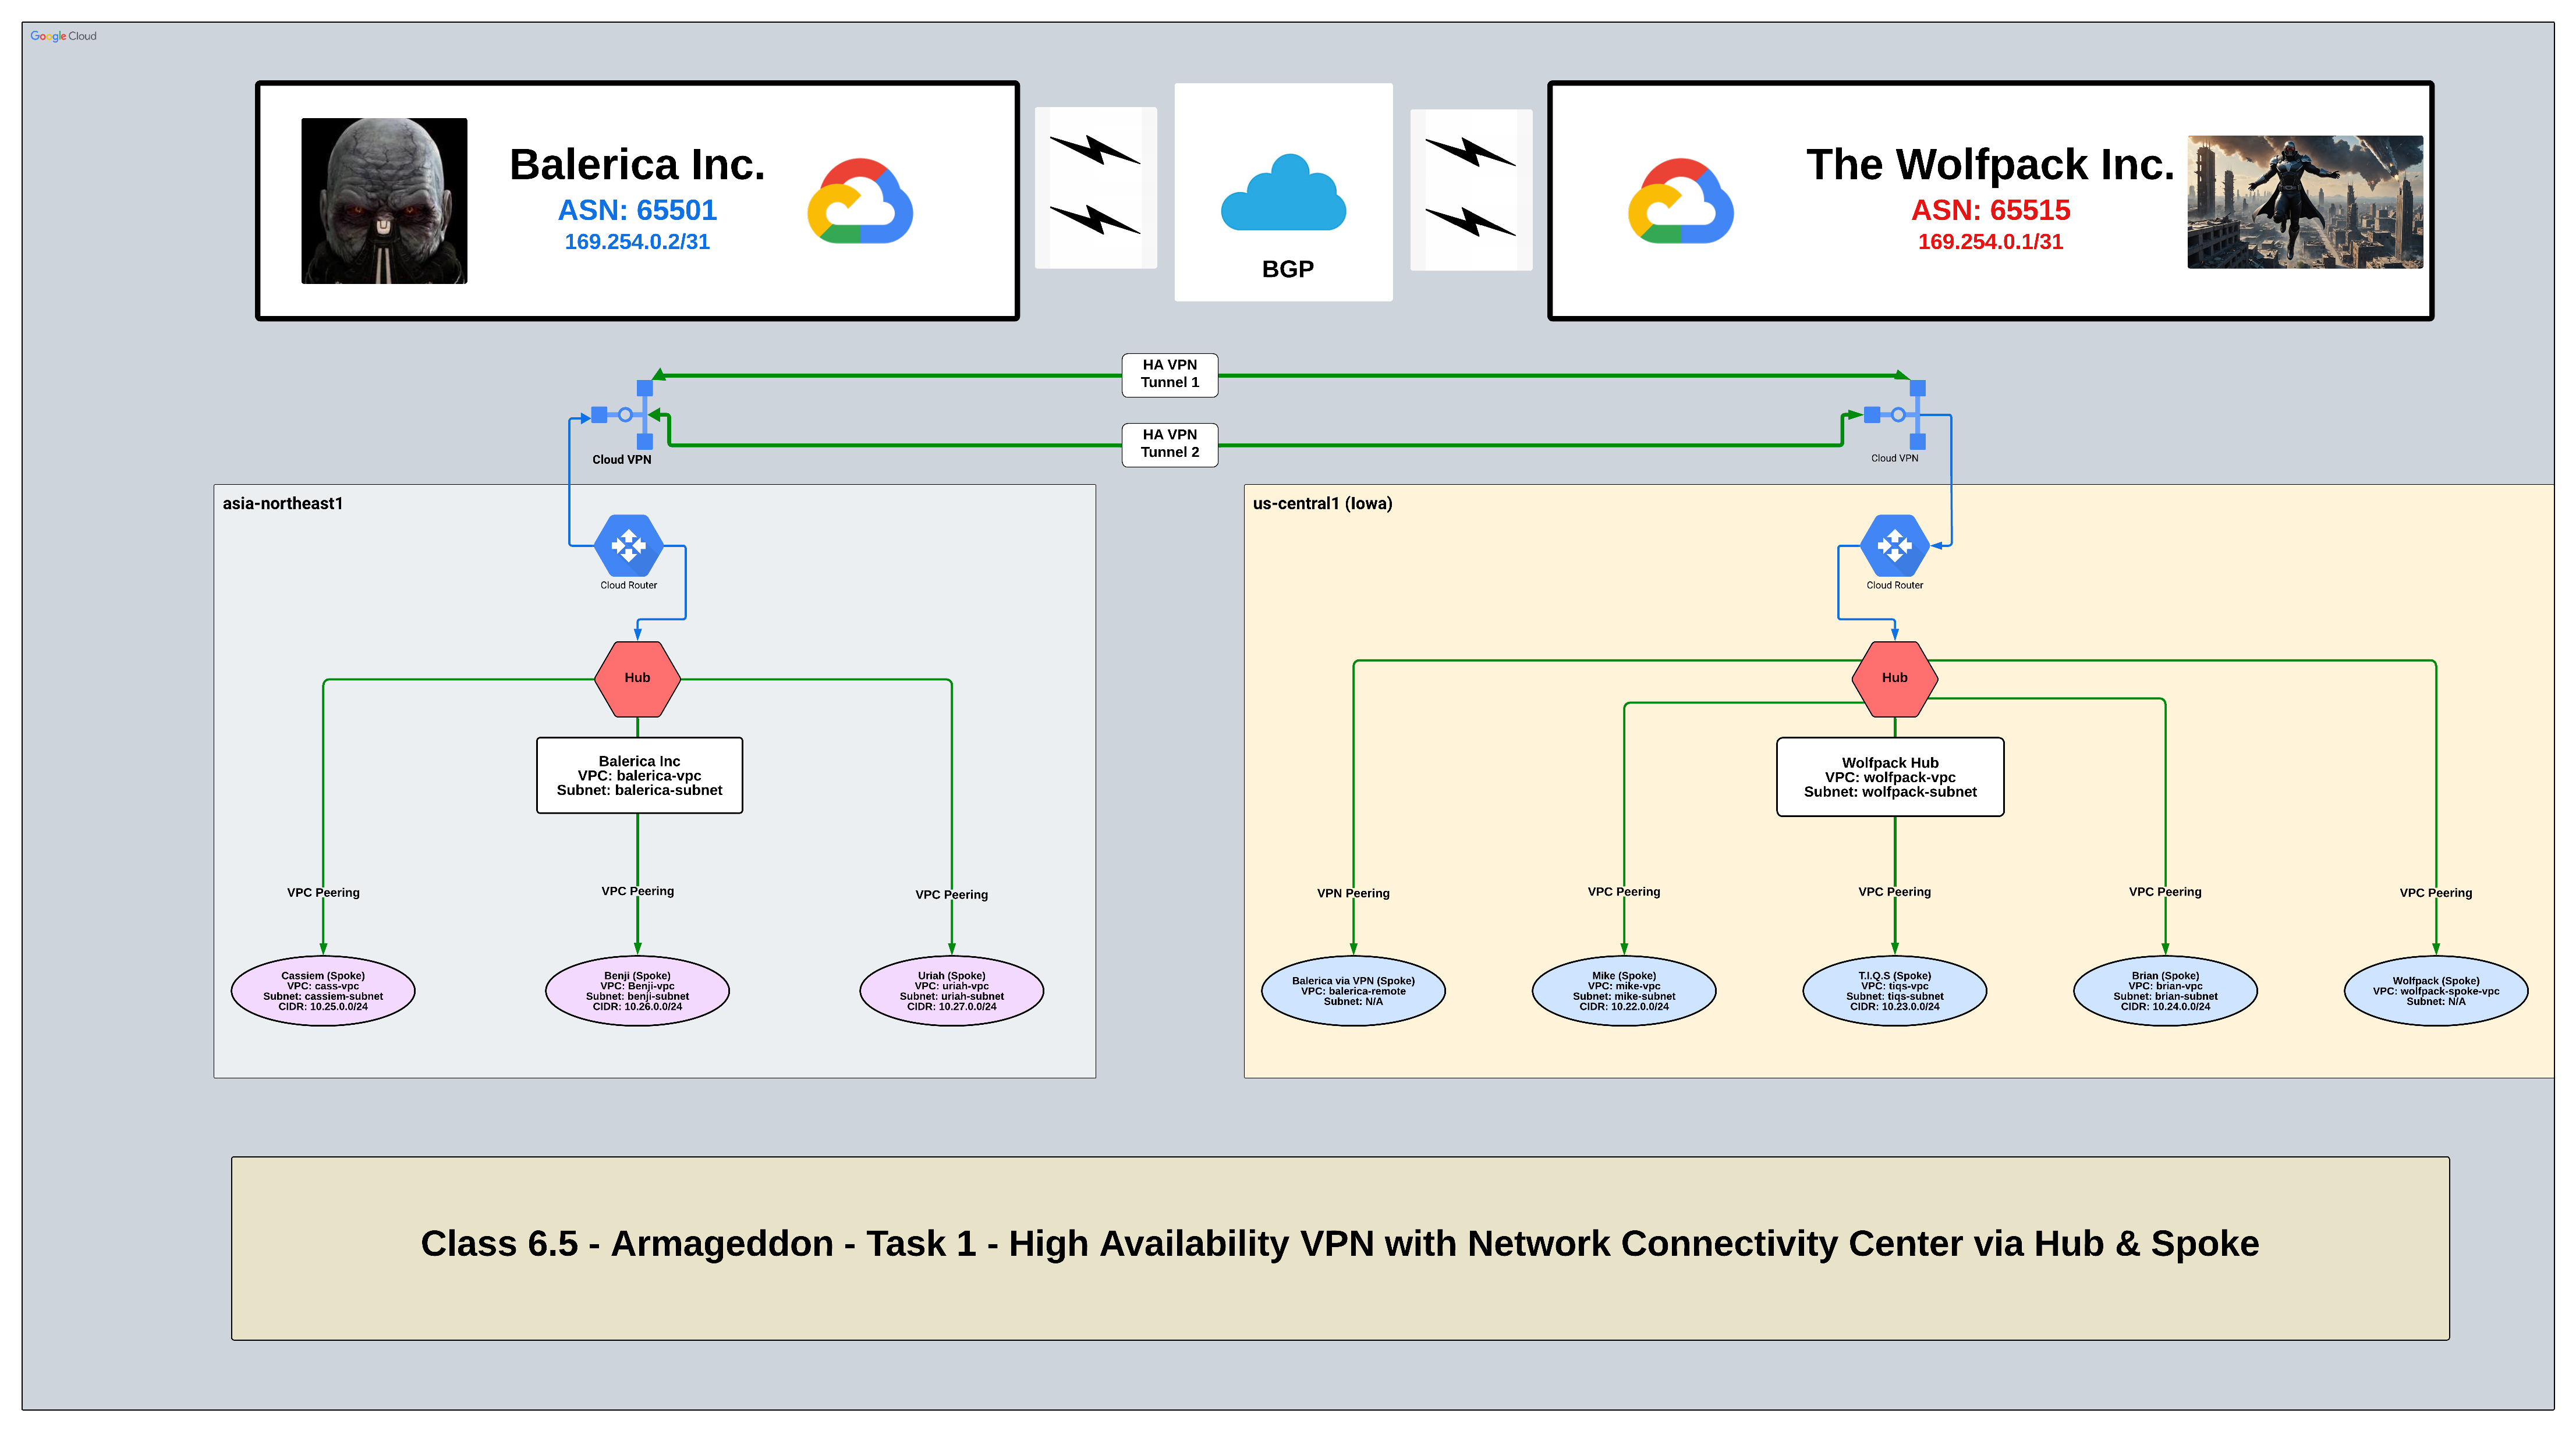 Google Cloud
Balerica Inc.
ASN: 65501
169.254.0.2/31
BGP
The Wolfpack Inc.
ASN: 65515
169.254.0.1/31
HA VPN
Tunnel 1
HA VPN
Tunnel 2
Cloud VPN
Cloud VPN
asia-northeast1
Cloud Router
Hub
Balerica Inc
VPC: balerica-vpc
Subnet: balerica-subnet
VPC Peering
VPC Peering
VPC Peering
Cassiem (Spoke)
VPC: cass-vpc
Subnet: cassiem-subnet
CIDR: 10.25.0.0/24
Benji (Spoke)
VPC: Benji-vpc
Subnet: benji-subnet
CIDR: 10.26.0.0/24
Uriah (Spoke)
VPC: uriah-vpc
Subnet: uriah-subnet
CIDR: 10.27.0.0/24
us-central1 (Iowa)
Cloud Router
Hub
Wolfpack Hub
VPC: wolfpack-vpc
Subnet: wolfpack-subnet
VPN Peering
VPC Peering
VPC Peering
VPC Peering
VPC Peering
Balerica via VPN (Spoke)
VPC: balerica-remote
Subnet: N/A
Mike (Spoke)
VPC: mike-vpc
Subnet: mike-subnet
CIDR: 10.22.0.0/24
T.I.Q.S (Spoke)
VPC: tiqs-vpc
Subnet: tiqs-subnet
CIDR: 10.23.0.0/24
Brian (Spoke)
VPC: brian-vpc
Subnet: brian-subnet
CIDR: 10.24.0.0/24
Wolfpack (Spoke)
VPC: wolfpack-spoke-vpc
Subnet: N/A
Class 6.5 - Armageddon - Task 1 - High Availability VPN with Network Connectivity Center via Hub & Spoke